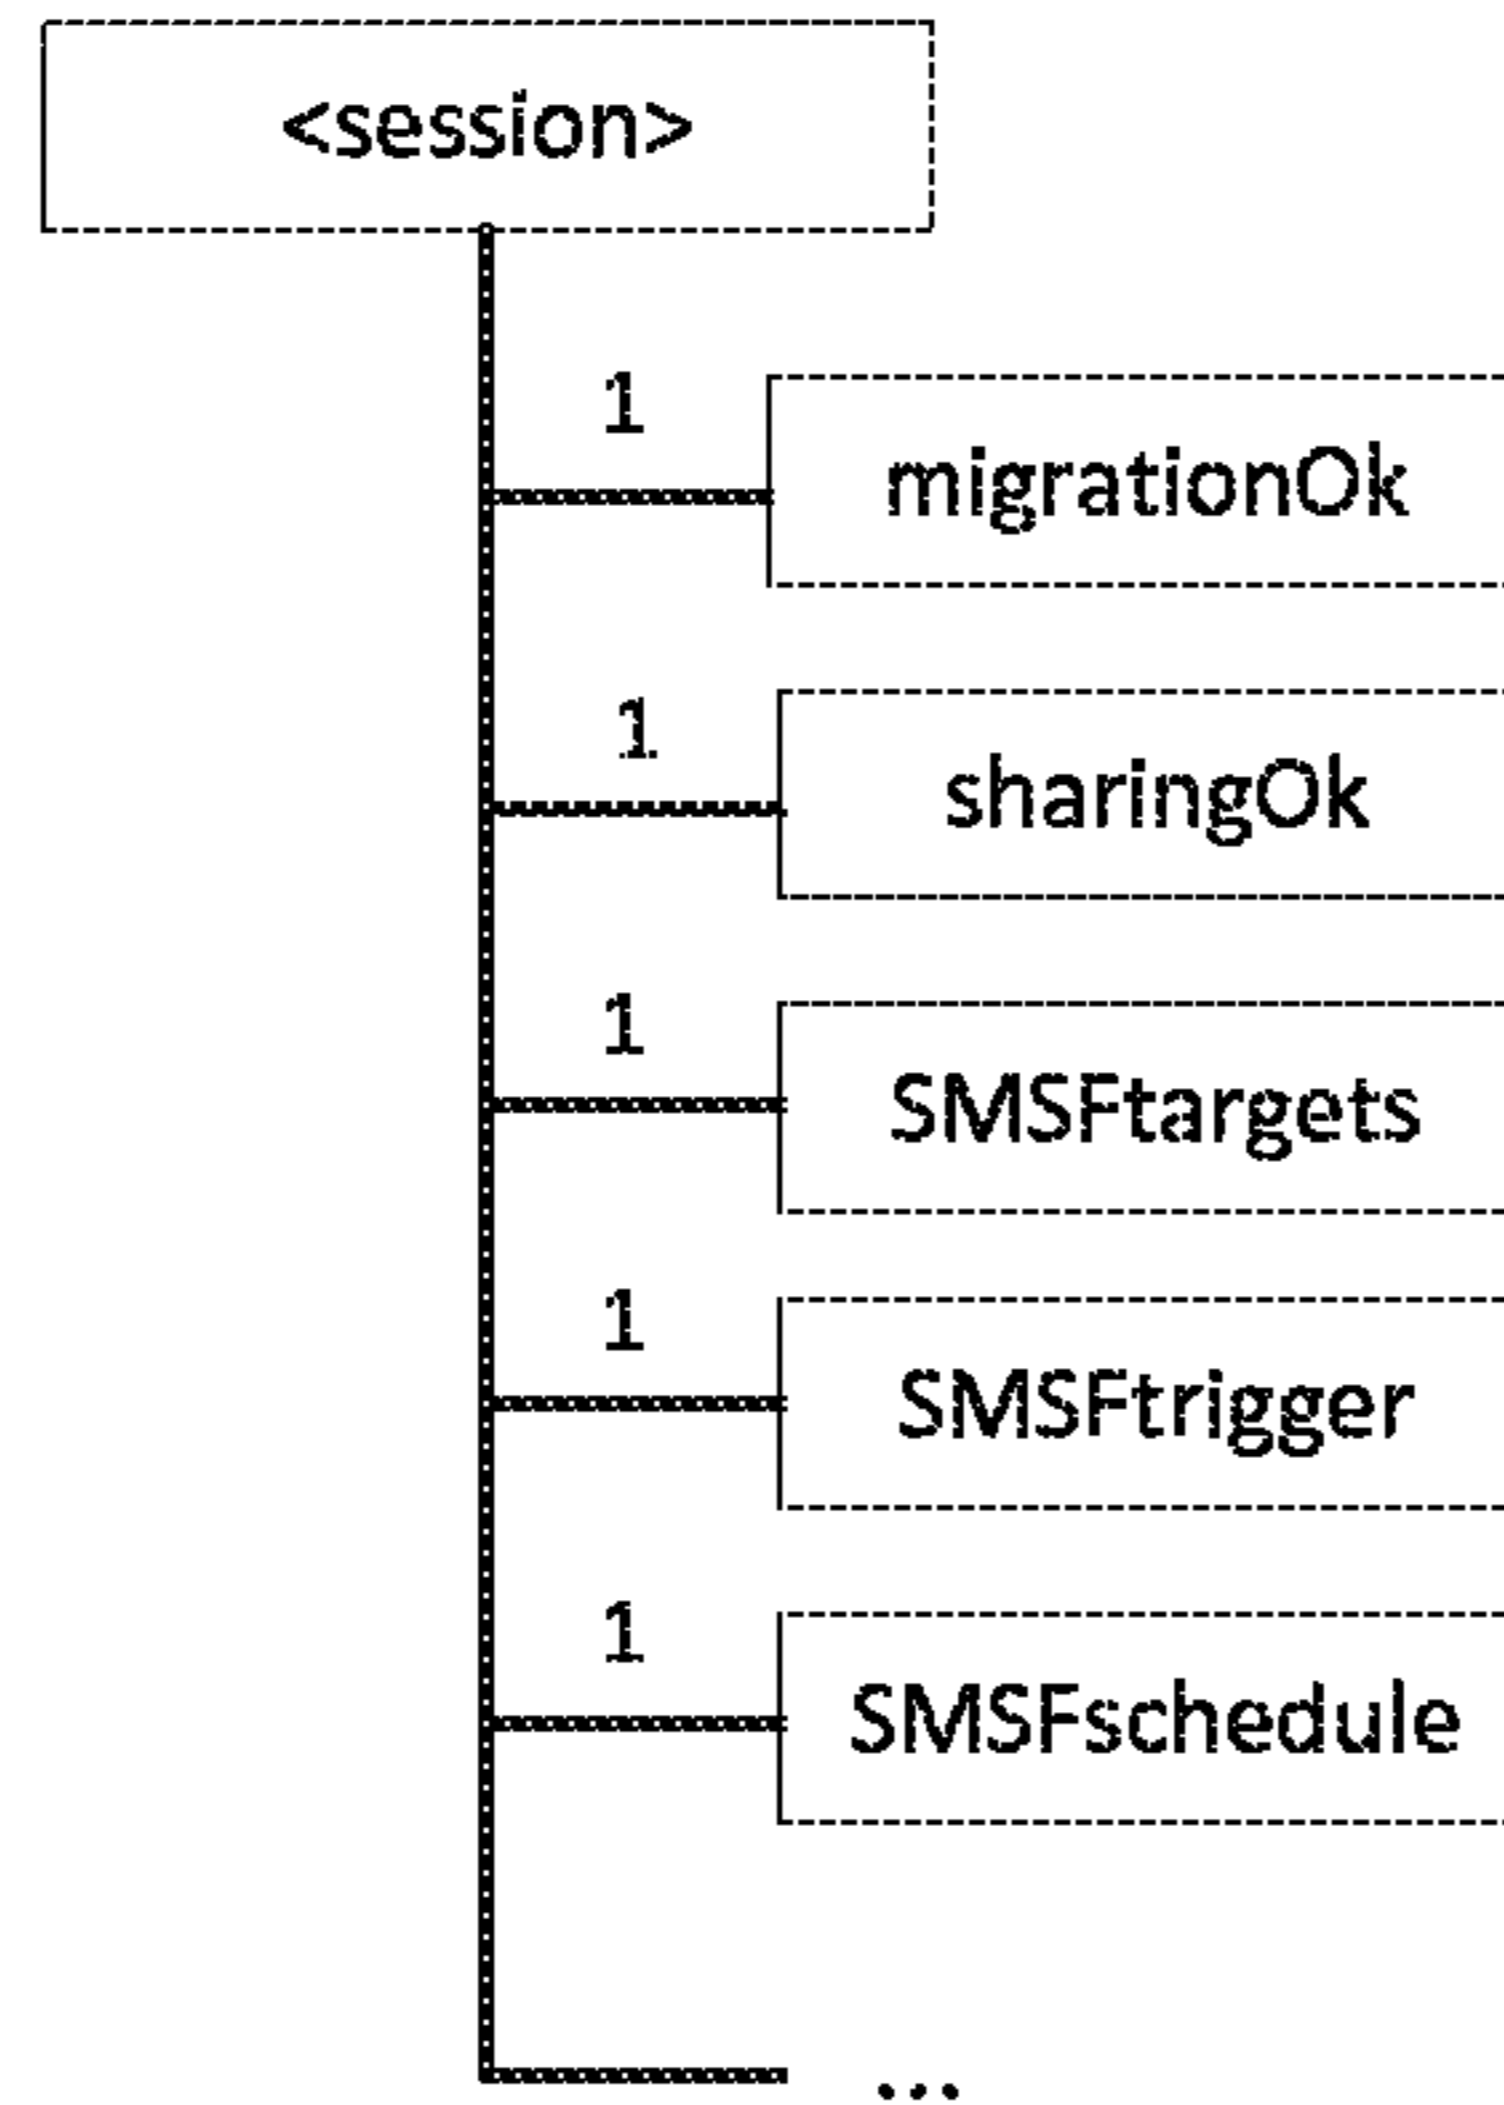 <session>
1
migrationOk
1
sharingOk
1
SMSFtargets
1
SMSFtrigger
1
SMSFschedule
...